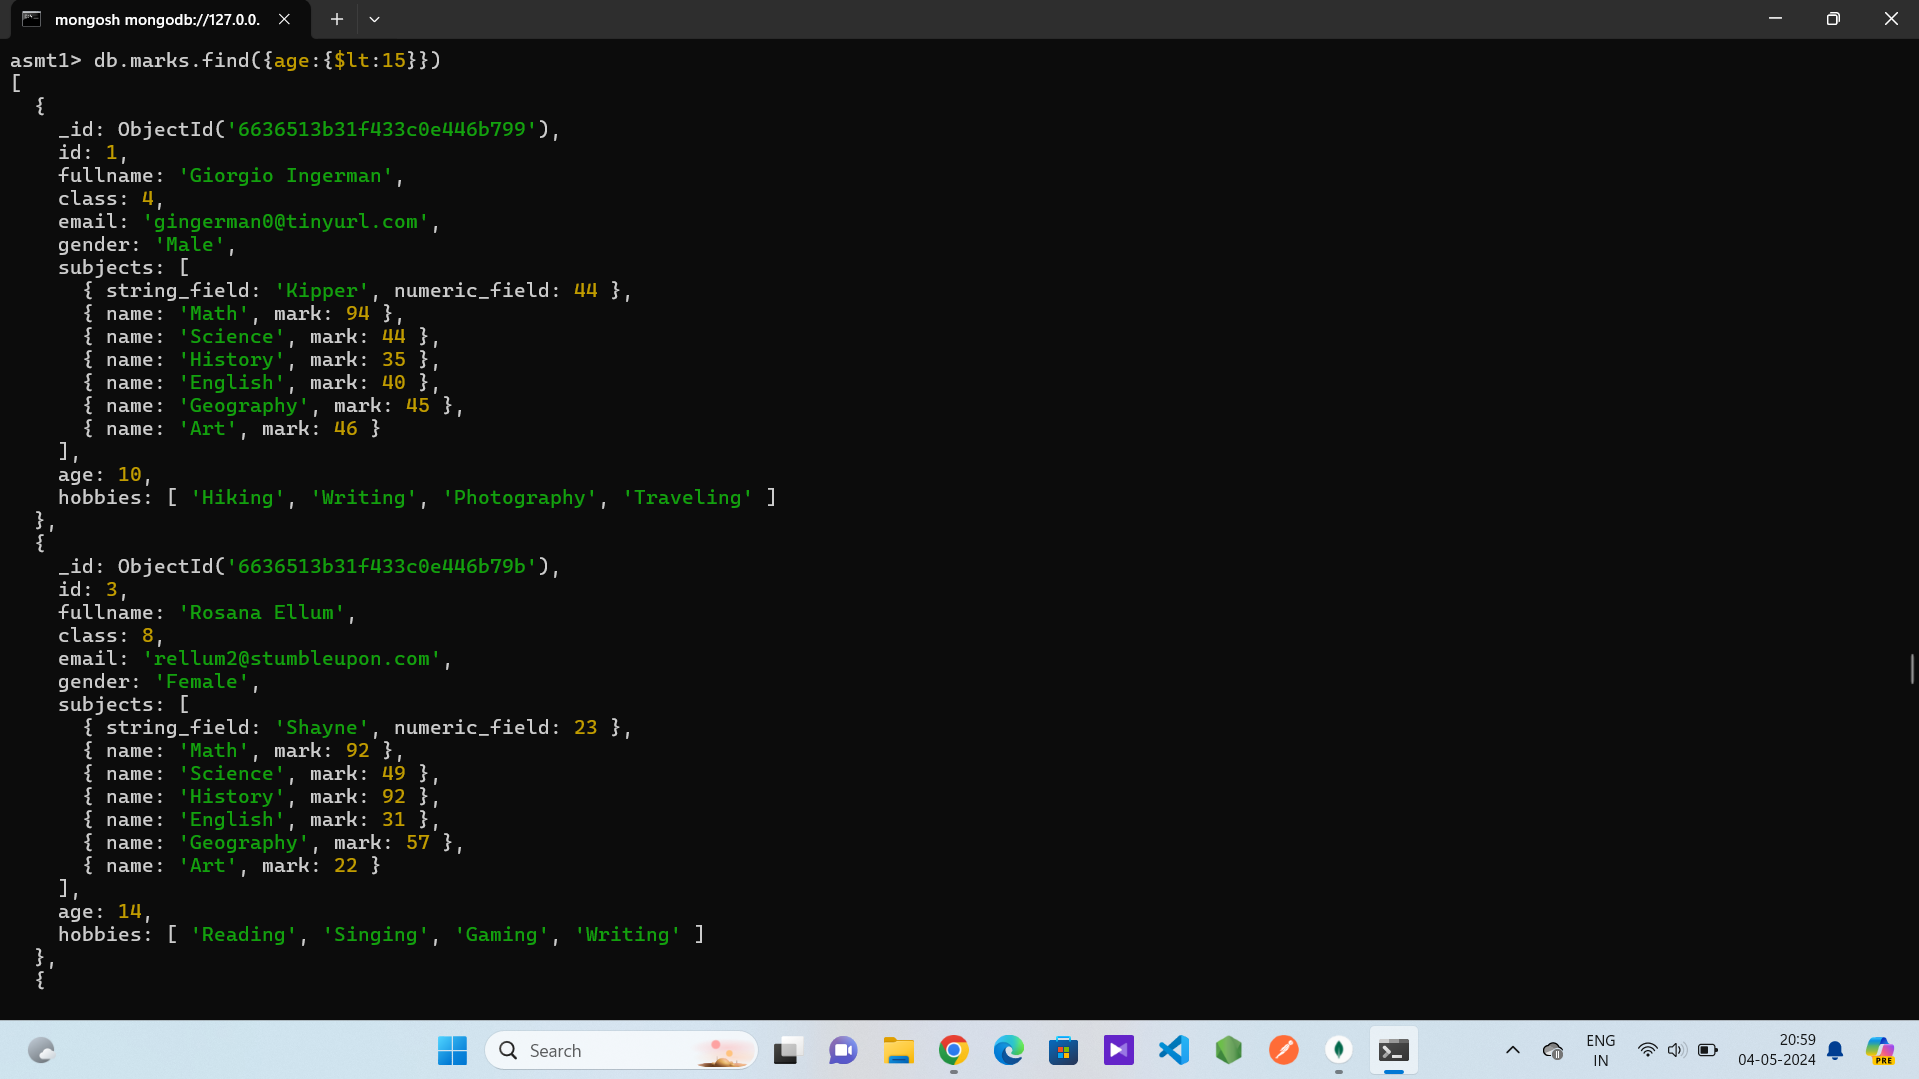 mongosh mongodb://127.0.0.
asmt1> db.marks.find({age:{$lt:15}})
[
  {
    _id: ObjectId('6636513b31f433c0e446b799'),
    id: 1,
    fullname: 'Giorgio Ingerman',
    class: 4,
    email: 'gingerman0@tinyurl.com',
    gender: 'Male',
    subjects: [
      { string_field: 'Kipper', numeric_field: 44 },
      { name: 'Math', mark: 94 },
      { name: 'Science', mark: 44 },
      { name: 'History', mark: 35 },
      { name: 'English', mark: 40 },
      { name: 'Geography', mark: 45 },
      { name: 'Art', mark: 46 }
    ],
    age: 10,
    hobbies: [ 'Hiking', 'Writing', 'Photography', 'Traveling' ]
  },
  {
    _id: ObjectId('6636513b31f433c0e446b79b'),
    id: 3,
    fullname: 'Rosana Ellum',
    class: 8,
    email: 'rellum2@stumbleupon.com',
    gender: 'Female',
    subjects: [
      { string_field: 'Shayne', numeric_field: 23 },
      { name: 'Math', mark: 92 },
      { name: 'Science', mark: 49 },
      { name: 'History', mark: 92 },
      { name: 'English', mark: 31 },
      { name: 'Geography', mark: 57 },
      { name: 'Art', mark: 22 }
    ],
    age: 14,
    hobbies: [ 'Reading', 'Singing', 'Gaming', 'Writing' ]
  },
  {
Search
ENG
IN
20:59
04-05-2024
PRE